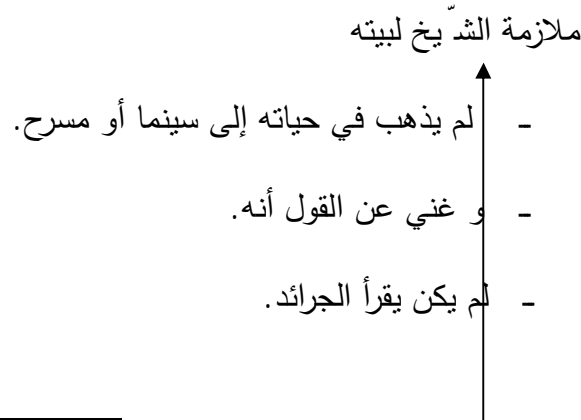 ملازمة الشّيخ لبيته
- لم يذهب في حياته إلى سينما أو مسرح.
- و غني عن القول أنه.
- لم يكن يقرأ الجرائد.